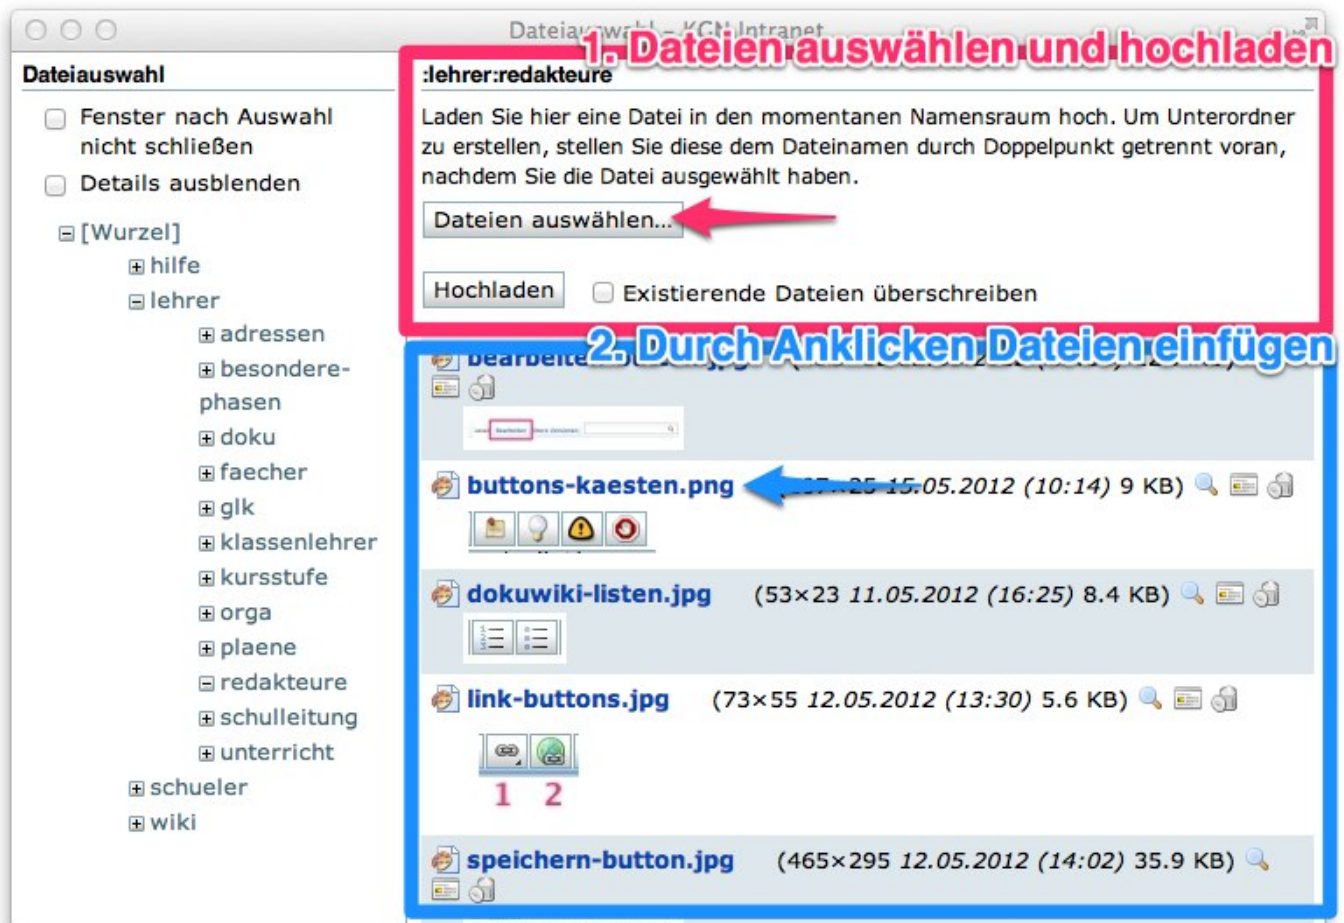 Dateiauswahl – KGN Intranet
1. Dateien auswählen und hochladen
Dateiauswahl
Fenster nach Auswahl
nicht schließen
Details ausblenden
[Wurzel]
hilfe
lehrer
adressen
besondere-
phasen
doku
faecher
glk
klassenlehrer
kursstufe
orga
plaene
redakteure
schulleitung
unterricht
schueler
wiki
:lehrer:redakteure
Laden Sie hier eine Datei in den momentanen Namensraum hoch. Um Unterordner
zu erstellen, stellen Sie diese dem Dateinamen durch Doppelpunkt getrennt voran,
nachdem Sie die Datei ausgewählt haben.
Dateien auswählen...
Hochladen
Existierende Dateien überschreiben
2. Durch Anklicken Dateien einfügen
Bearbeiten
buttons-kaesten.png 15.05.2012 (10:14) 9 KB)
dokuwiki-listen.jpg (53×23 11.05.2012 (16:25) 8.4 KB)
link-buttons.jpg (73×55 12.05.2012 (13:30) 5.6 KB)
1 2
speichern-button.jpg (465×295 12.05.2012 (14:02) 35.9 KB)